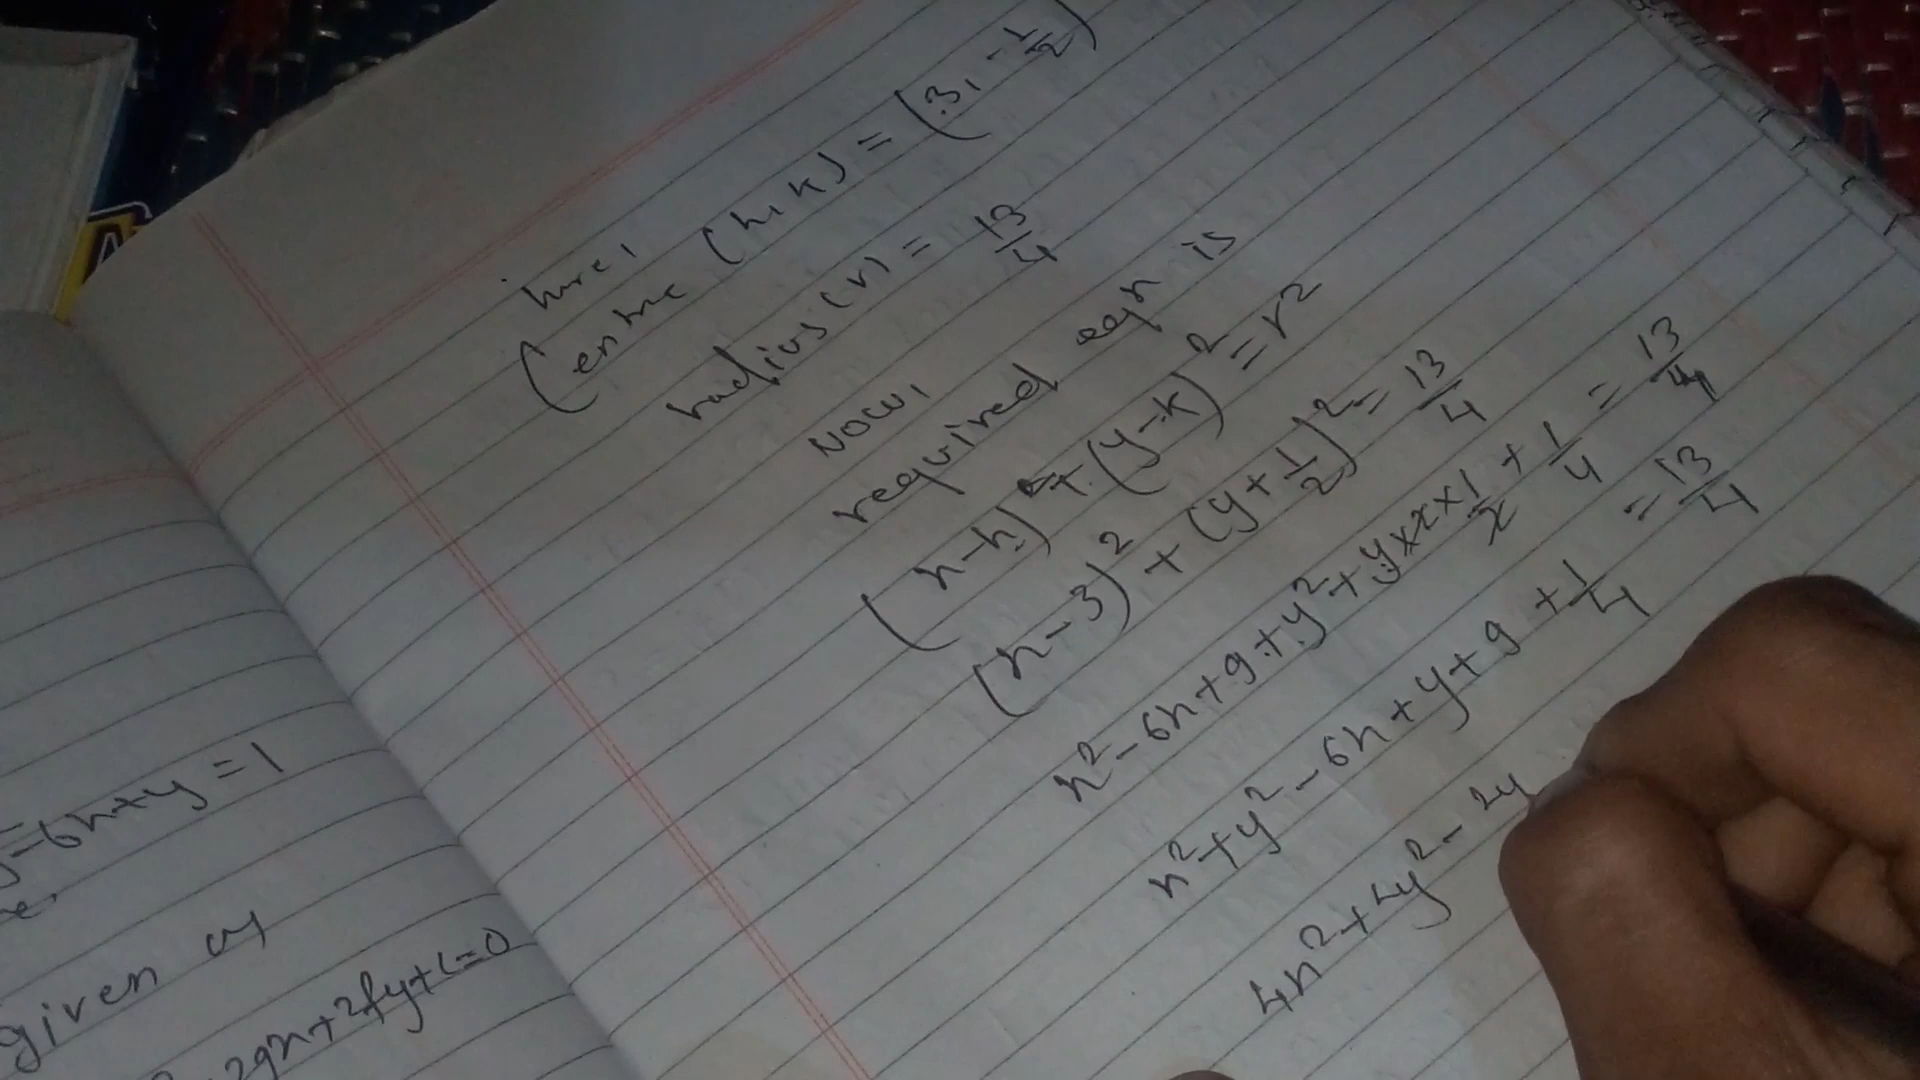 =6x+y=1
given
2gx+2fy+c=0
here,
Centre (h,k) = (3, -1/2)
radius(r) = 13/4
NOW,
required eqn is
(x-h)²+(y-k)²=r²
(x-3)²+(y+1/2)²=13/4
x²-6x+9+y²+y×2×1/2+1/4=13/4
x²+y²-6x+y+9+1/4=13/4
4x²+4y²-24